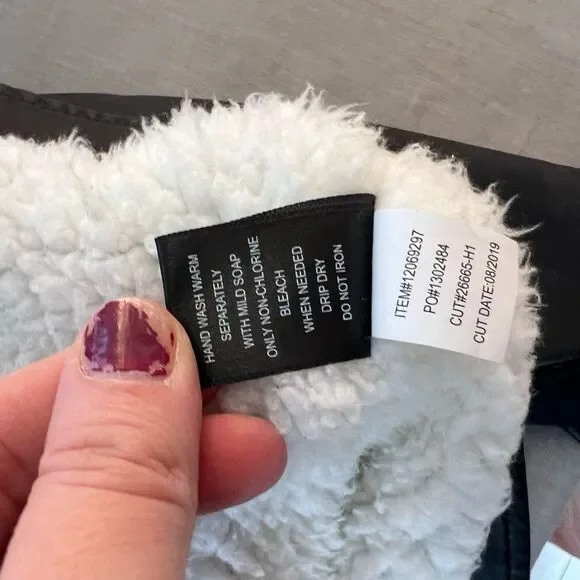 HAND WASH WARM
SEPARATELY
WITH MILD SOAP
ONLY NON-CHLORINE
BLEACH
WHEN NEEDED
DRIP DRY
DO NOT IRON
ITEM#12069297
PO#1302484
CUT#26665-H1
CUT DATE:08/2019